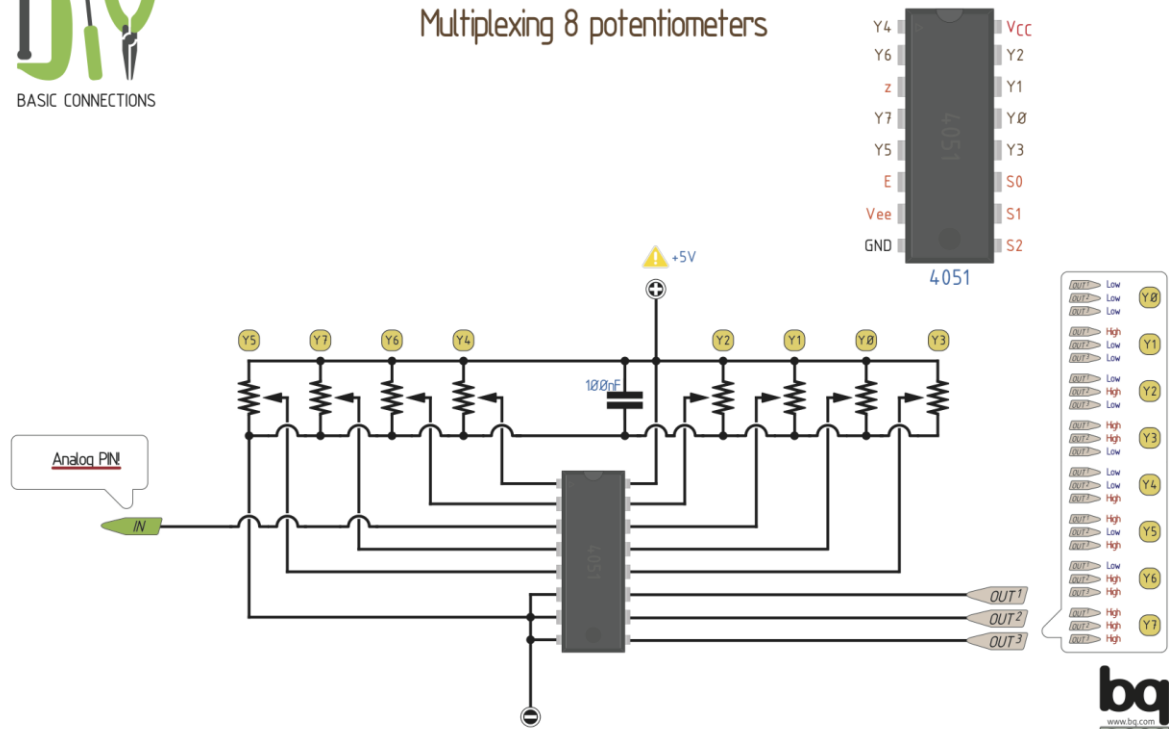 DIY
BASIC CONNECTIONS
Multiplexing 8 potentiometers
Y4
Y6
z
Y7
Y5
E
Vee
GND
VCC
Y2
Y1
YØ
Y3
S0
S1
S2
4051
4051
+5V
Y5
Y7
Y6
Y4
Y2
Y1
YØ
Y3
100nF
Analog PIN!
IN
4051
OUT1
OUT2
OUT3
OUT1 Low
OUT2 Low YØ
OUT3 Low
OUT1 High
OUT2 Low Y1
OUT3 Low
OUT1 Low
OUT2 High Y2
OUT3 Low
OUT1 High
OUT2 High Y3
OUT3 Low
OUT1 Low
OUT2 Low Y4
OUT3 High
OUT1 High
OUT2 Low Y5
OUT3 High
OUT1 Low
OUT2 High Y6
OUT3 High
OUT1 High
OUT2 High Y7
OUT3 High
bq
www.bq.com